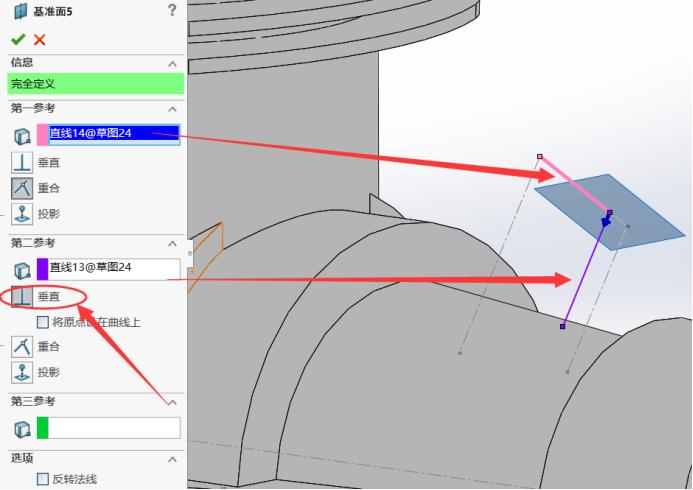 基准面5
?
信息
完全定义
第一参考
直线14@草图24
垂直
重合
投影
第二参考
直线13@草图24
垂直
将原点设在曲线上
重合
投影
第三参考
选项
反转法线